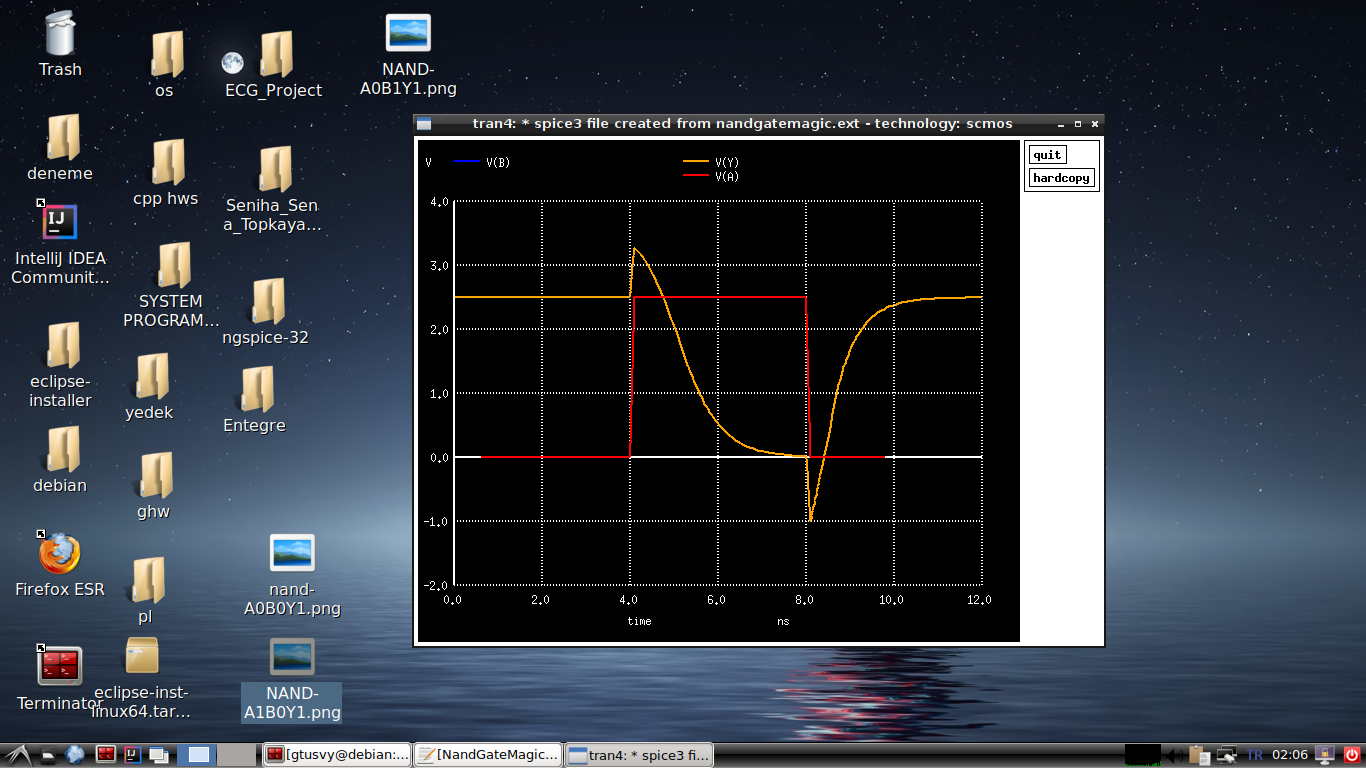 Trash
os
ECG_Project
NAND-
A0B1Y1.png
deneme
cpp hws
Seniha_Sen
a_Topkaya...
IntelliJ IDEA
Communit...
SYSTEM
PROGRAM...
ngspice-32
eclipse-
installer
yedek
Entegre
debian
ghw
Firefox ESR
pl
nand-
A0B0Y1.png
Terminator
eclipse-inst-
linux64.tar...
NAND-
A1B0Y1.png
tran4: * spice3 file created from nandgatemagic.ext - technology: scmos
V
V(B)
V(Y)
V(A)
quit
hardcopy
4.0
3.0
2.0
1.0
0.0
-1.0
-2.0
0.0 2.0 4.0 6.0 8.0 10.0 12.0
time ns
[gtusvy@debian:...
[NandGateMagic...
tran4: * spice3 fi...
TR
02:06